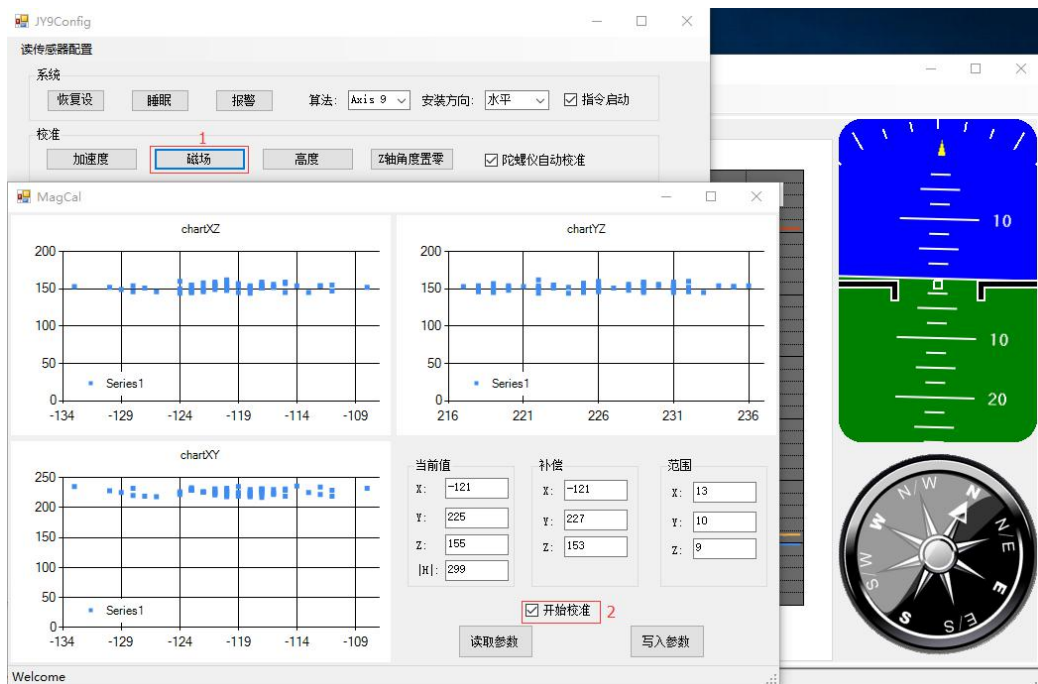 JY9Config
读传感器配置
系统
恢复设 睡眠 报警 算法: Axis 9 安装方向: 水平 指令启动
校准
1
加速度 磁场 高度 Z轴角度置零 陀螺仪自动校准
MagCal
chartXZ
200
150
100
50
0
Series1
-134 -129 -124 -119 -114 -109
chartYZ
200
150
100
50
0
Series1
216 221 226 231 236
chartXY
250
200
150
100
50
0
Series1
-134 -129 -124 -119 -114 -109
当前值
X: -121
Y: 225
Z: 155
|H|: 299
补偿
X: -121
Y: 227
Z: 153
范围
X: 13
Y: 10
Z: 9
开始校准 2
读取参数 写入参数
Welcome
10
10
20
N
N/E
E
S/E
S
S/W
W
N/W